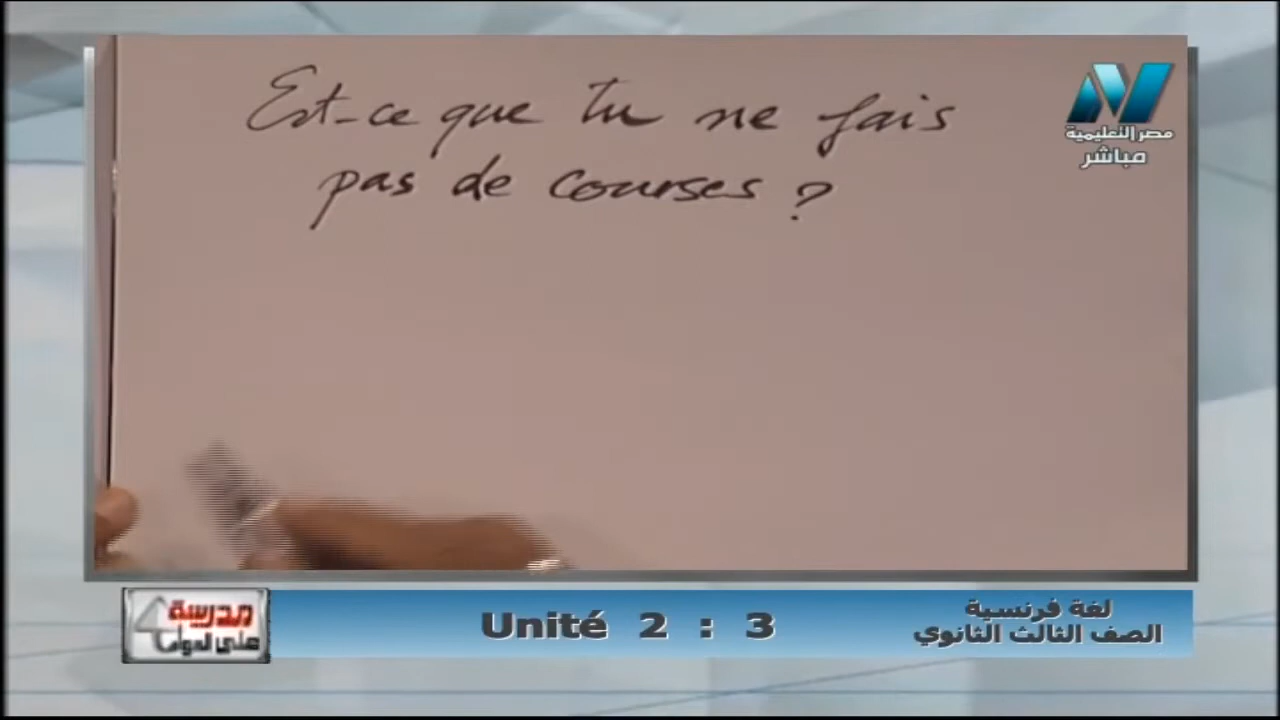 Est-ce que tu ne fais
pas de courses ?
مصر التعليمية
مباشر
لغة فرنسية
الصف الثالث الثانوي
Unité 2 : 3
مدرسة
على الهواء